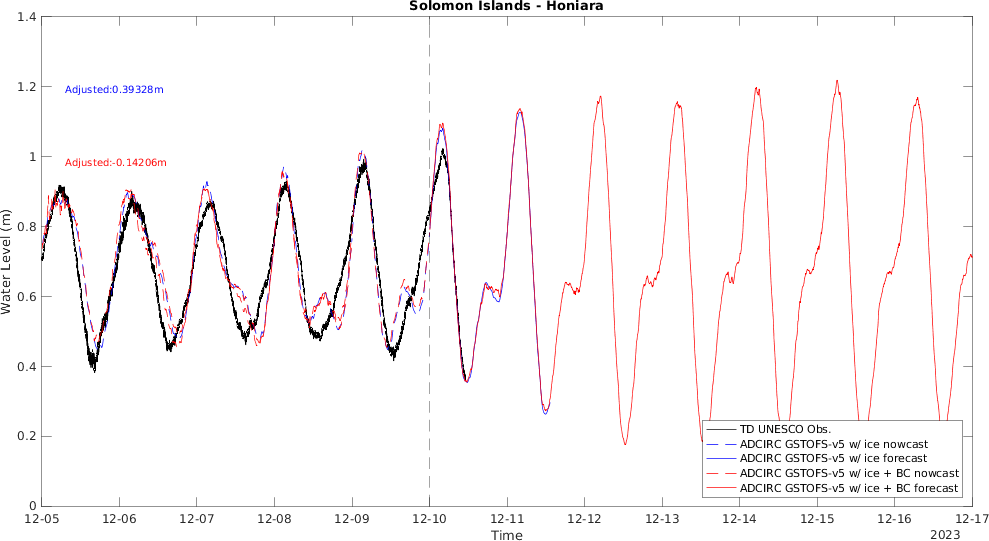 Solomon Islands - Honiara
1.4
1.2
1
0.8
0.6
0.4
0.2
0
Water Level (m)
Adjusted:0.39328m
Adjusted:-0.14206m
TD UNESCO Obs.
ADCIRC GSTOFS-v5 w/ ice nowcast
ADCIRC GSTOFS-v5 w/ ice forecast
ADCIRC GSTOFS-v5 w/ ice + BC nowcast
ADCIRC GSTOFS-v5 w/ ice + BC forecast
12-05 12-06 12-07 12-08 12-09 12-10 12-11 12-12 12-13 12-14 12-15 12-16 12-17
Time
2023